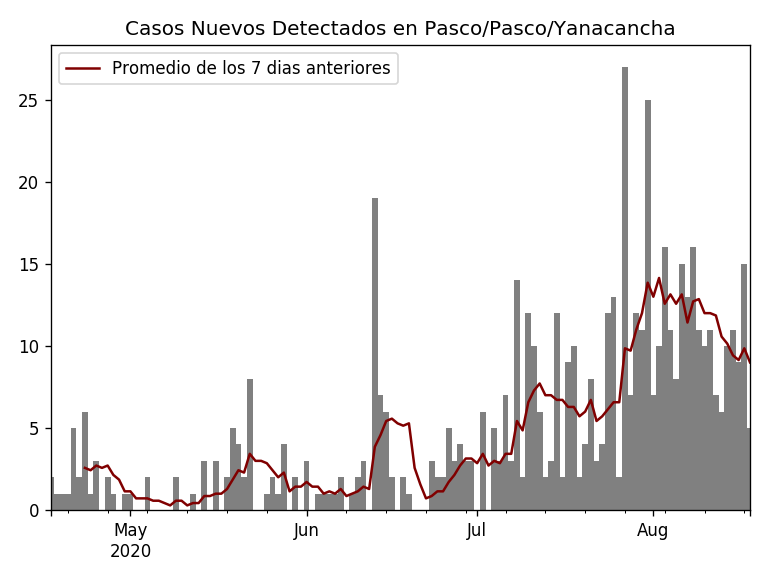 Casos Nuevos Detectados en Pasco/Pasco/Yanacancha
Promedio de los 7 dias anteriores
25
20
15
10
5
0
May
2020
Jun
Jul
Aug